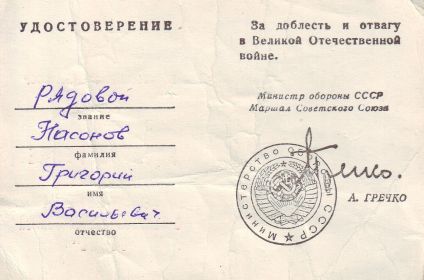 УДОСТОВЕРЕНИЕ
Рядовой
звание
Насонов
фамилия
Григорий
имя
Васильевич
отчество
За доблесть и отвагу
в Великой Отечественной
войне.
Министр обороны СССР
Маршал Советского Союза
А. ГРЕЧКО
МИНИСТЕРСТВО ОБОРОНЫ СССР